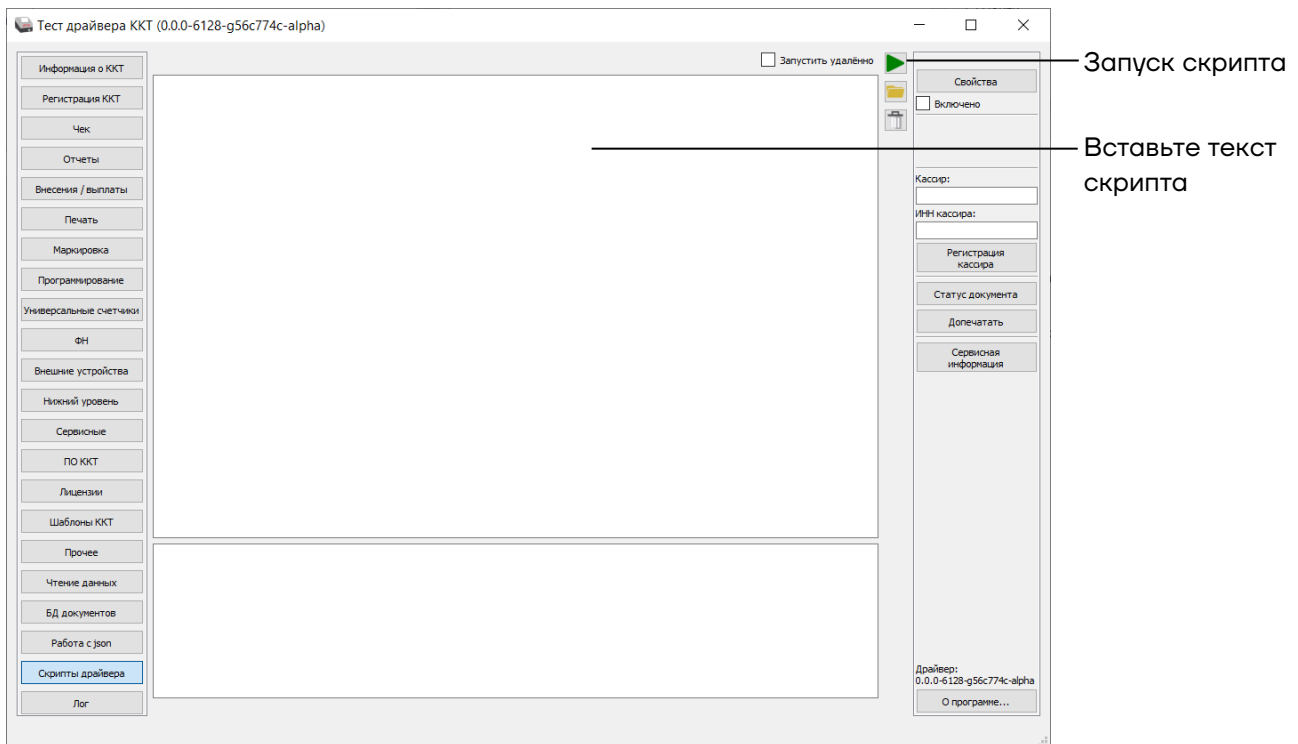 Тест драйвера ККТ (0.0.0-6128-g56c774c-alpha)
Информация о ККТ
Регистрация ККТ
Чек
Отчеты
Внесения / выплаты
Печать
Маркировка
Программирование
Универсальные счетчики
ФН
Внешние устройства
Нижний уровень
Сервисные
ПО ККТ
Лицензии
Шаблоны ККТ
Прочее
Чтение данных
БД документов
Работа с json
Скрипты драйвера
Лог
Запустить удалённо
Свойства
Включено
Кассир:
ИНН кассира:
Регистрация
кассира
Статус документа
Допечатать
Сервисная
информация
Драйвер:
0.0.0-6128-g56c774c-alpha
О программе...
Запуск скрипта
Вставьте текст
скрипта